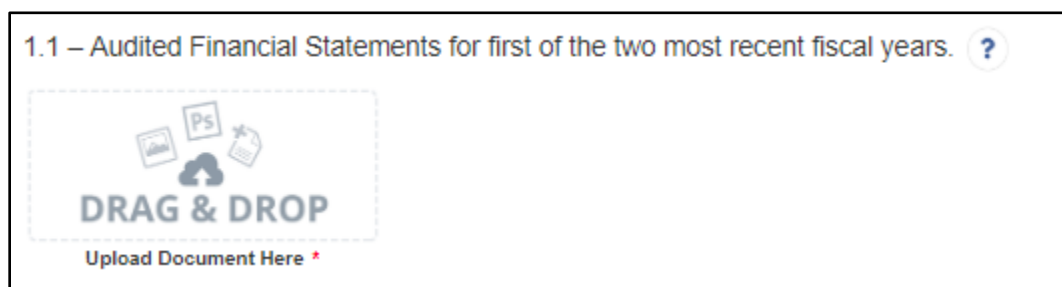 1.1 – Audited Financial Statements for first of the two most recent fiscal years. ?
Ps
DRAG & DROP
Upload Document Here *